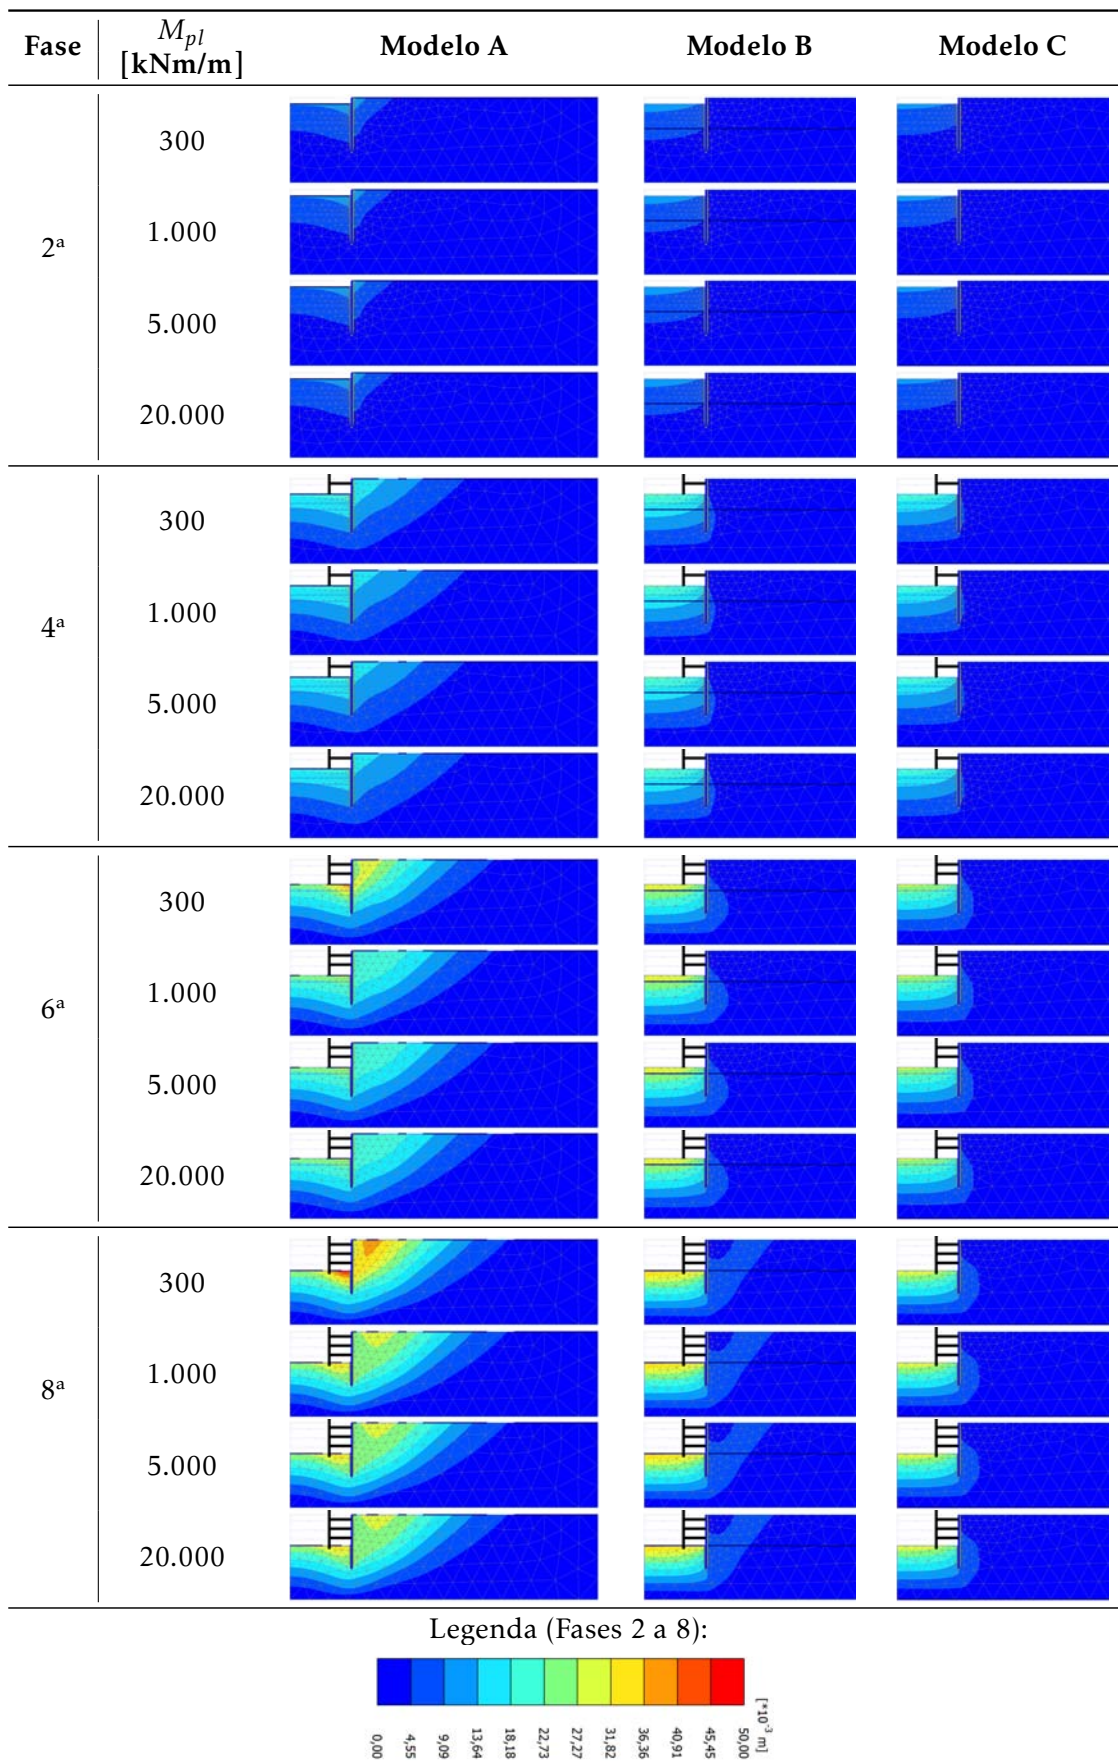 Fase M_pl [kNm/m] Modelo A Modelo B Modelo C
2ª
300
1.000
5.000
20.000
4ª
300
1.000
5.000
20.000
6ª
300
1.000
5.000
20.000
8ª
300
1.000
5.000
20.000
Legenda (Fases 2 a 8):
0,00 4,55 9,09 13,64 18,18 22,73 27,27 31,82 36,36 40,91 45,45 50,00
[*10⁻³ m]